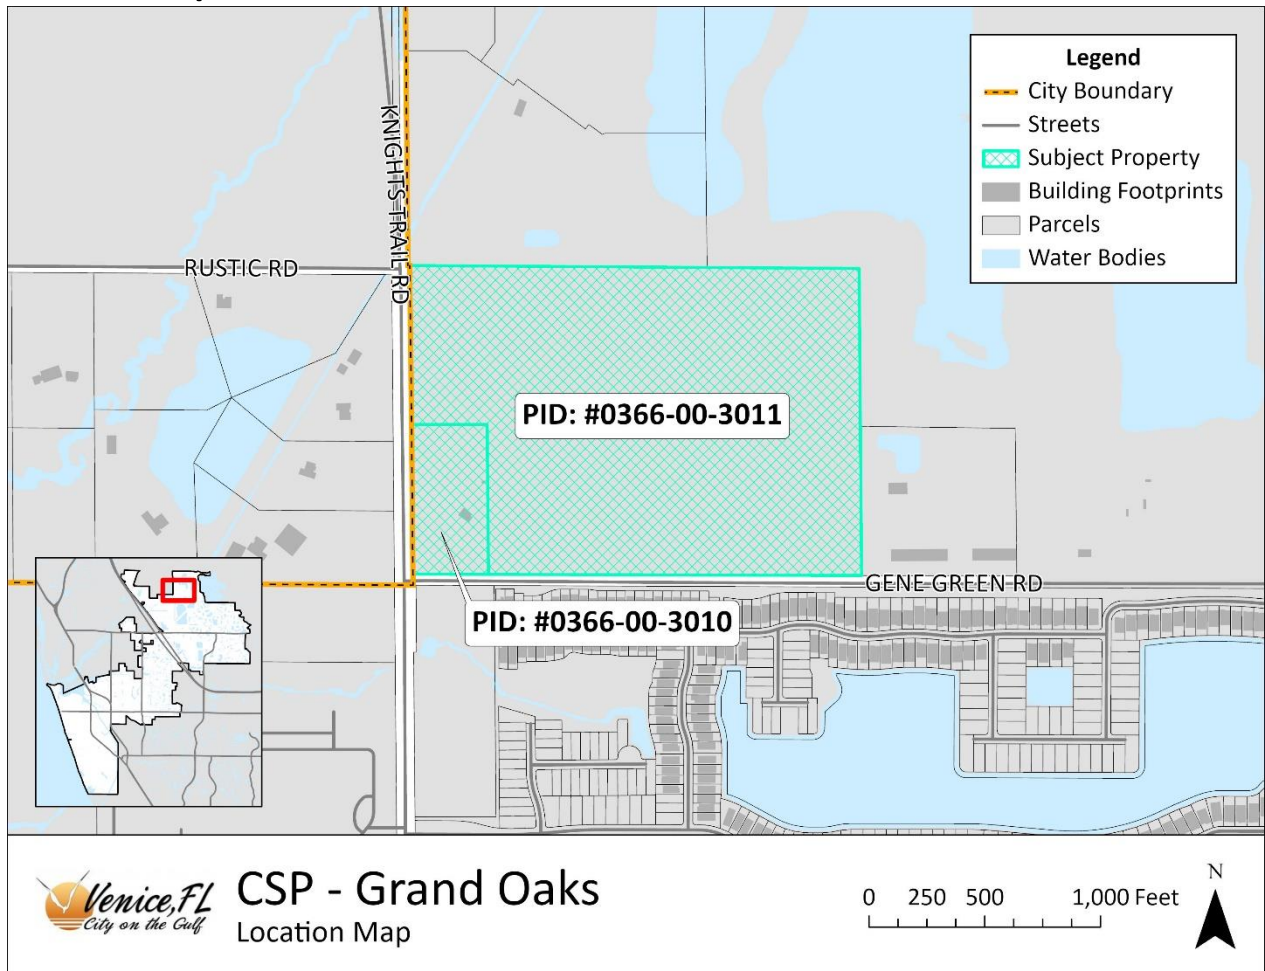 Legend
City Boundary
Streets
Subject Property
Building Footprints
Parcels
Water Bodies
KNIGHTS TRAIL RD
RUSTIC RD
PID: #0366-00-3011
GENE GREEN RD
PID: #0366-00-3010
Venice, FL
City on the Gulf
CSP - Grand Oaks
Location Map
0 250 500 1,000 Feet
N